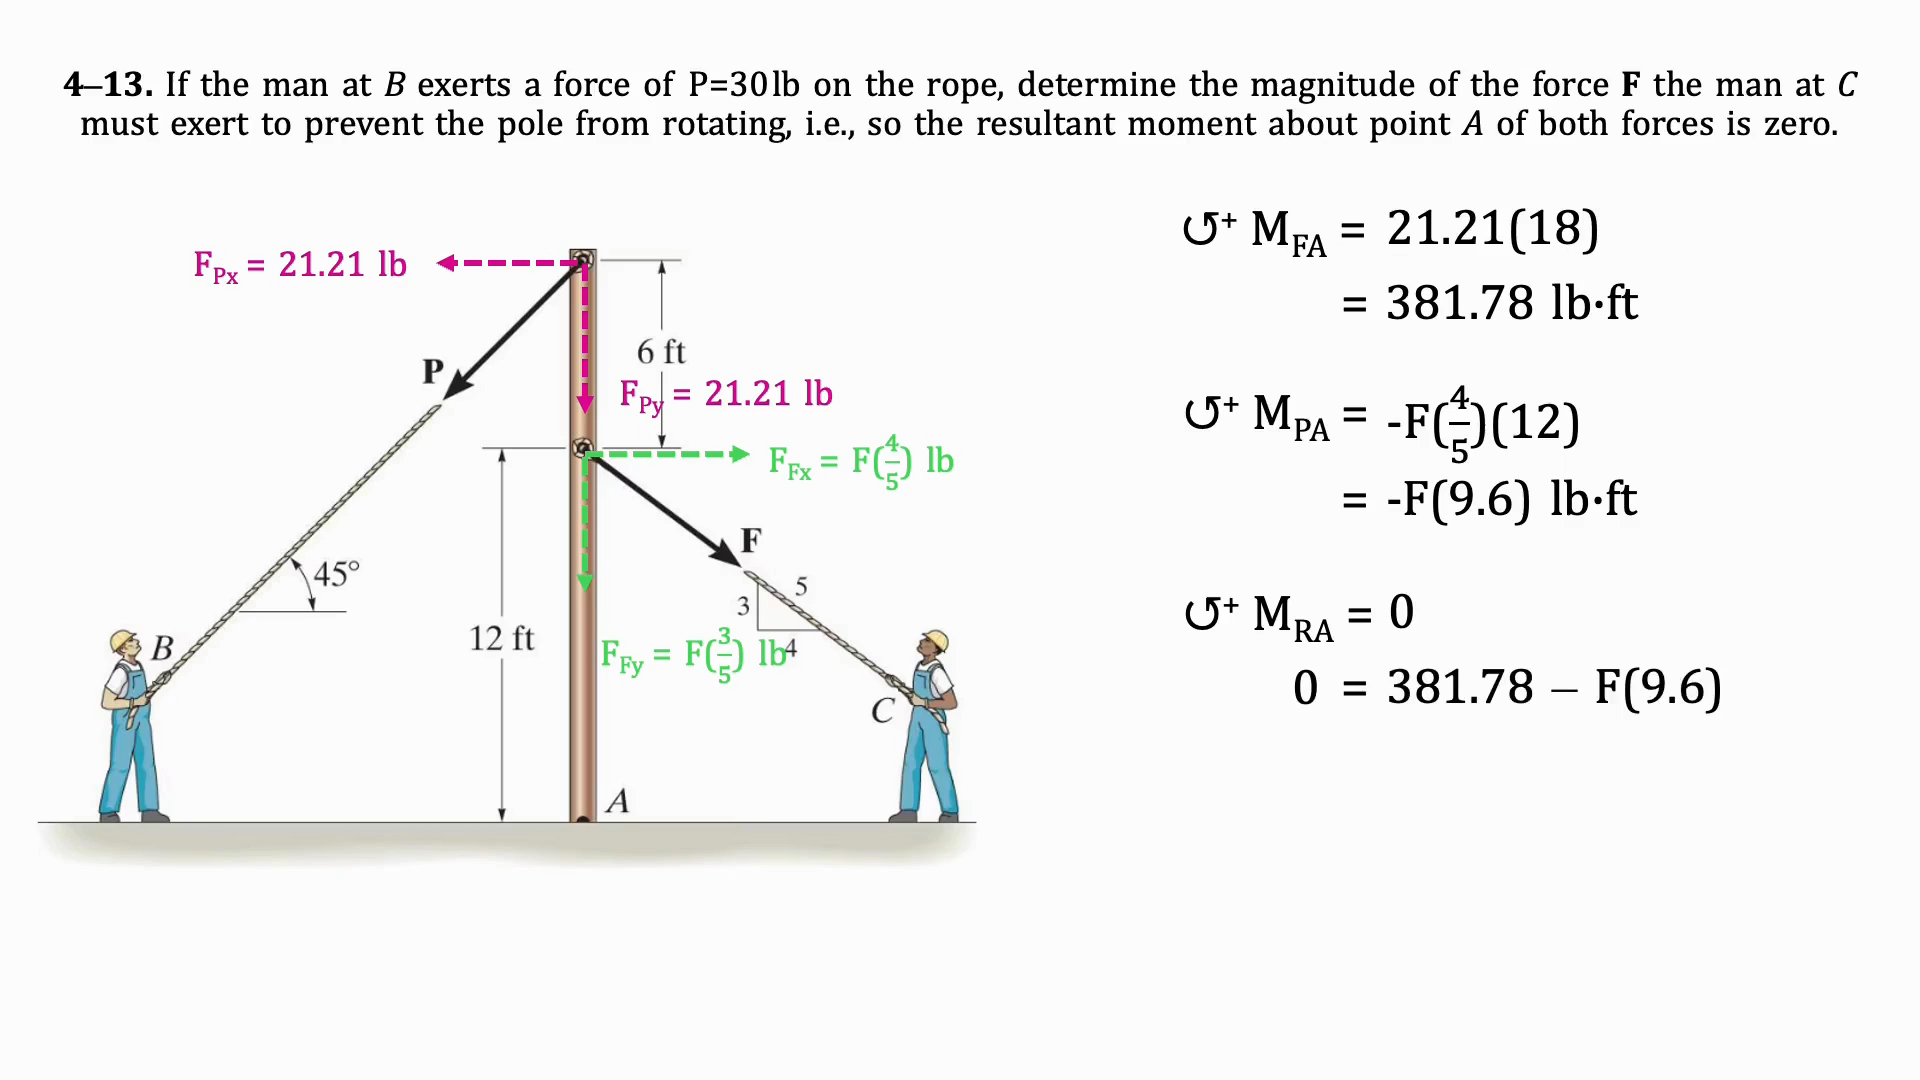 4–13. If the man at B exerts a force of P=30lb on the rope, determine the magnitude of the force F the man at C
must exert to prevent the pole from rotating, i.e., so the resultant moment about point A of both forces is zero.
F_Px = 21.21 lb
P
6 ft
F_Py = 21.21 lb
F_Fx = F(4/5) lb
F
45°
5
3
4
12 ft
F_Fy = F(3/5) lb
B
C
A
↺+ M_FA = 21.21(18)
= 381.78 lb·ft
↺+ M_PA = -F(4/5)(12)
= -F(9.6) lb·ft
↺+ M_RA = 0
0 = 381.78 – F(9.6)